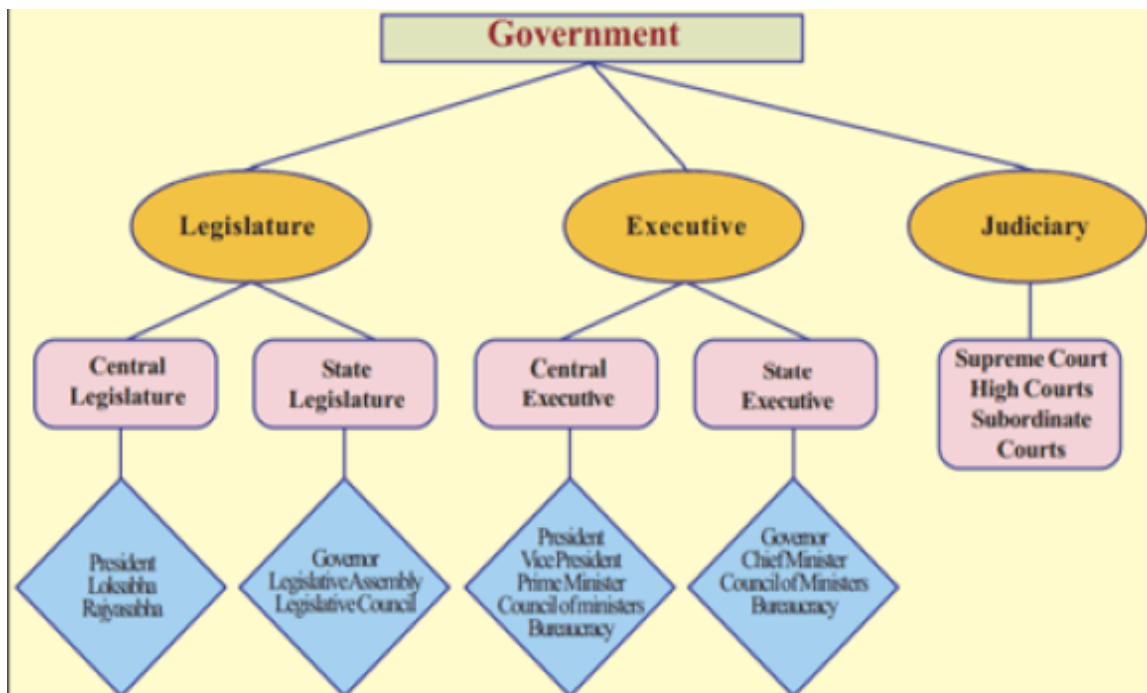 Government
Legislature
Executive
Judiciary
Central
Legislature
State
Legislature
Central
Executive
State
Executive
Supreme Court
High Courts
Subordinate
Courts
President
Loksabha
Rajyasabha
Governor
Legislative Assembly
Legislative Council
President
Vice President
Prime Minister
Council of ministers
Bureaucracy
Governor
Chief Minister
Council of Ministers
Bureaucracy